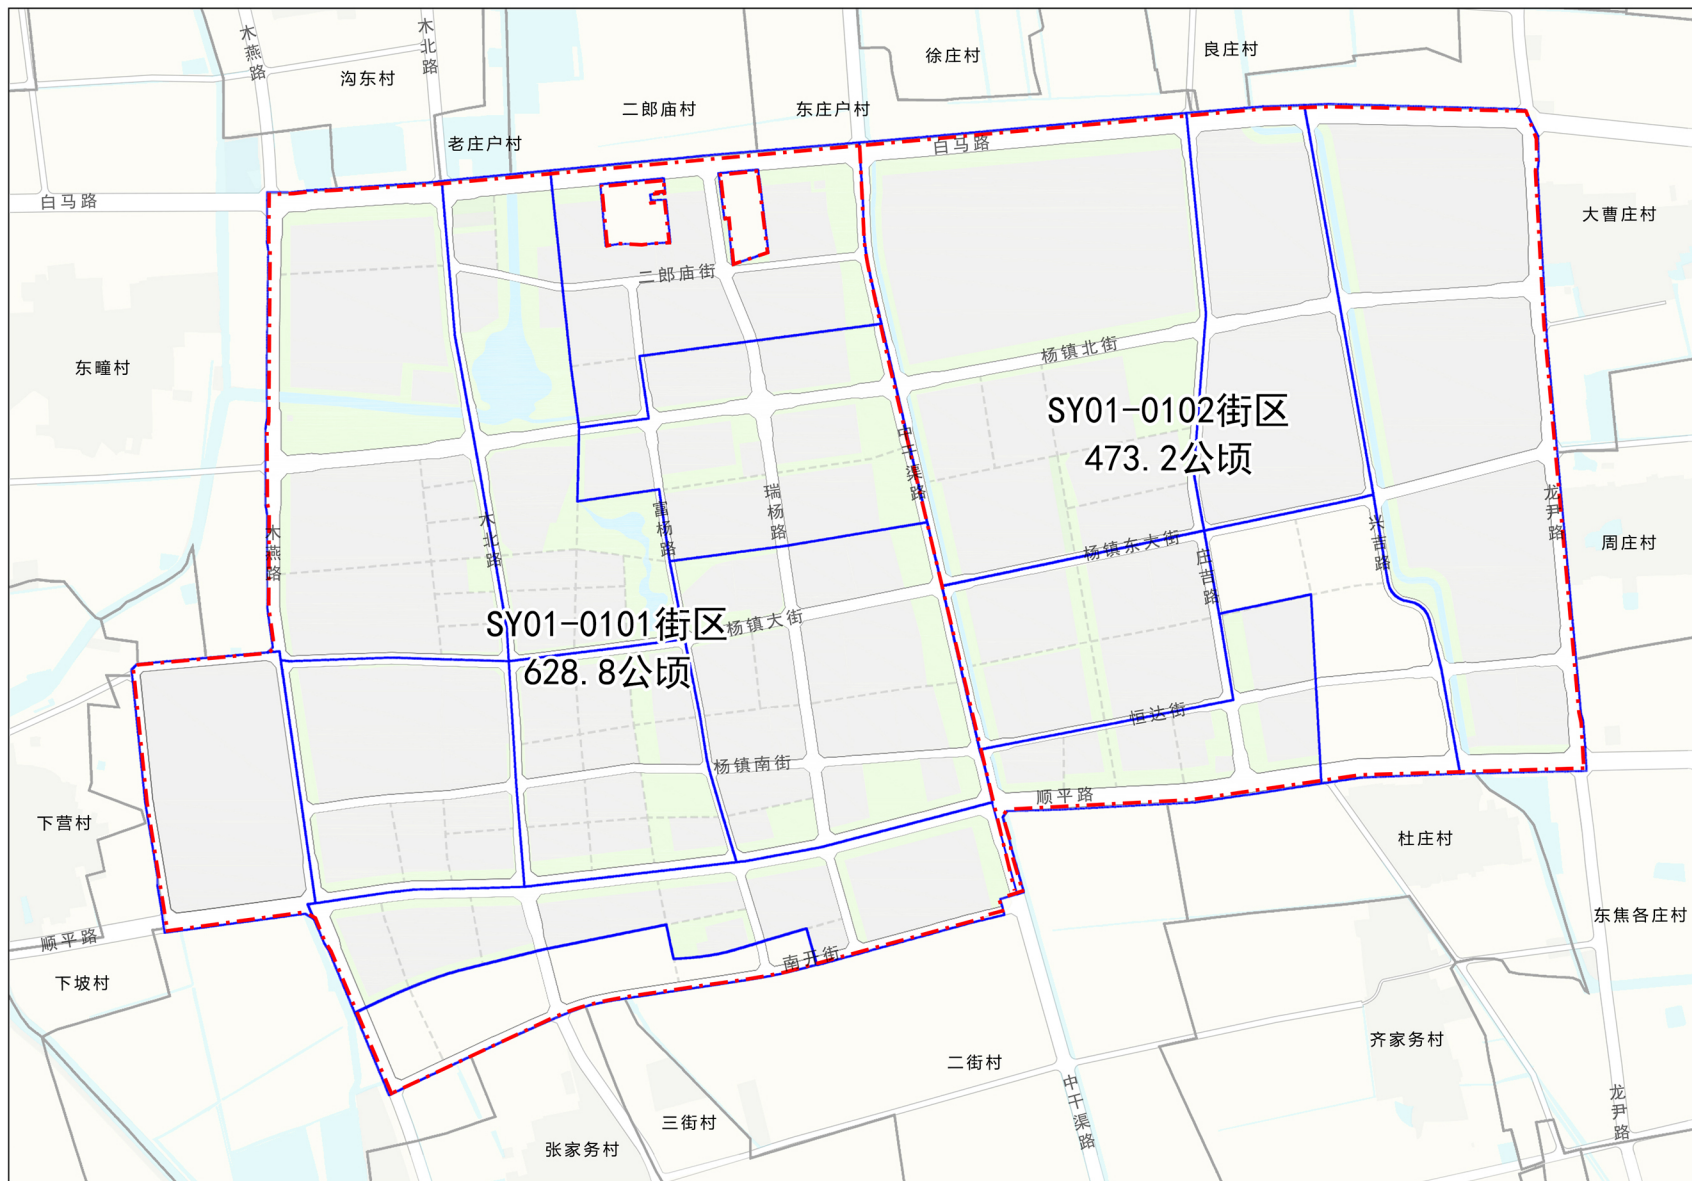 木燕路
木北路
沟东村
徐庄村
良庄村
二郎庙村
东庄户村
老庄户村
白马路
白马路
大曹庄村
二郎庙街
东疃村
杨镇北街
SY01-0102街区
473.2公顷
中干渠路
瑞杨路
富杨路
木北路
木燕路
龙尹路
兴吉路
周庄村
杨镇东大街
庄吉路
SY01-0101街区
628.8公顷
杨镇大街
恒达街
杨镇南街
顺平路
下营村
杜庄村
东焦各庄村
顺平路
南开街
下坡村
齐家务村
二街村
中干渠路
龙尹路
三街村
张家务村